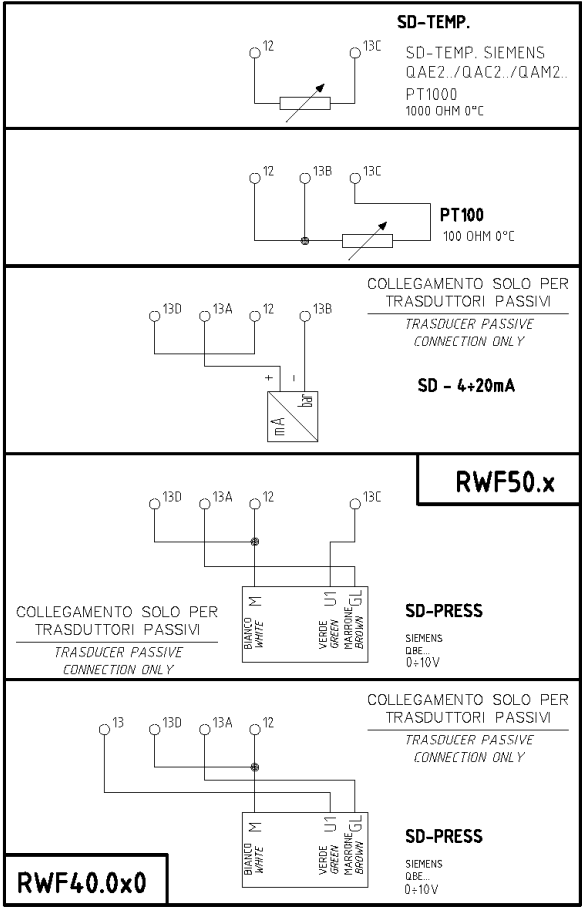 SD-TEMP.
12
13C
SD-TEMP. SIEMENS
QAE2../QAC2../QAM2..
PT1000
1000 OHM 0°C
12
13B
13C
PT100
100 OHM 0°C
COLLEGAMENTO SOLO PER
TRASDUTTORI PASSIVI
TRASDUCER PASSIVE
CONNECTION ONLY
13D
13A
12
13B
+
-
mA
bar
SD - 4÷20mA
RWF50.x
13D
13A
12
13C
M
U1
GL
BIANCO
WHITE
VERDE
GREEN
MARRONE
BROWN
COLLEGAMENTO SOLO PER
TRASDUTTORI PASSIVI
TRASDUCER PASSIVE
CONNECTION ONLY
SD-PRESS
SIEMENS
QBE...
0÷10V
COLLEGAMENTO SOLO PER
TRASDUTTORI PASSIVI
TRASDUCER PASSIVE
CONNECTION ONLY
13
13D
13A
12
M
U1
GL
BIANCO
WHITE
VERDE
GREEN
MARRONE
BROWN
SD-PRESS
SIEMENS
QBE...
0÷10V
RWF40.0x0